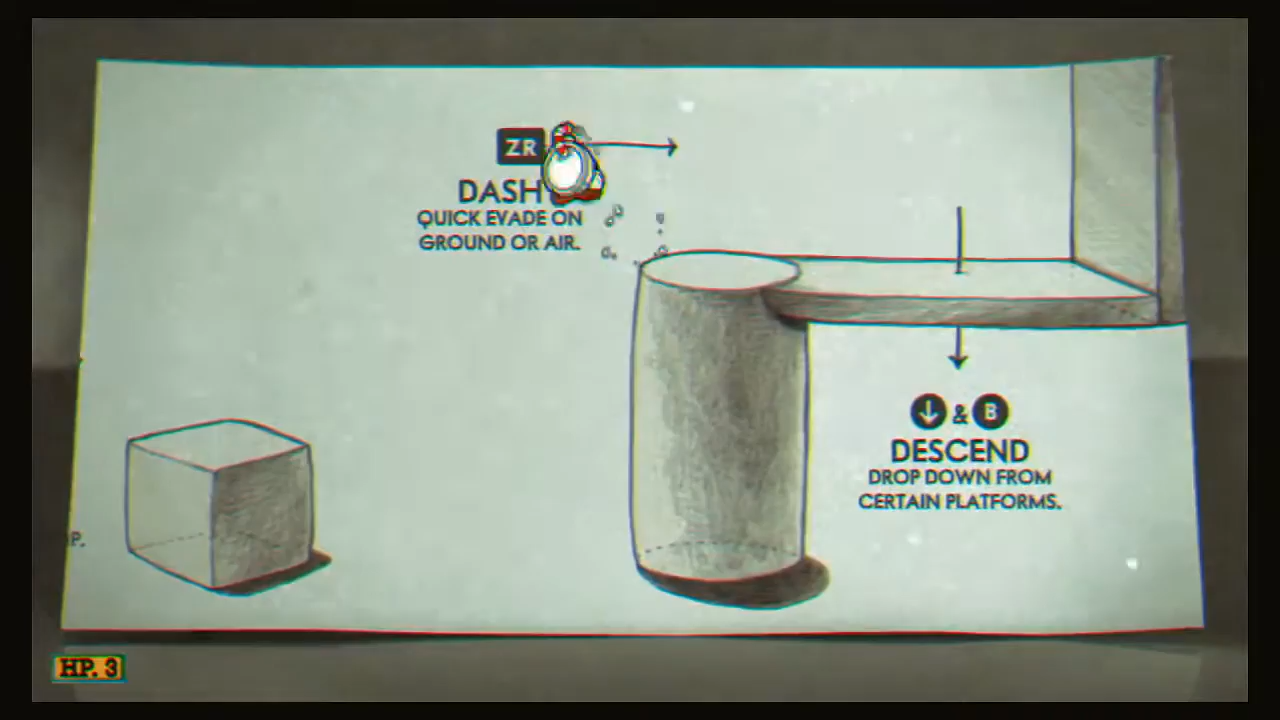 ZR
DASH
QUICK EVADE ON
GROUND OR AIR.
& B
DESCEND
DROP DOWN FROM
CERTAIN PLATFORMS.
P.
HP. 3